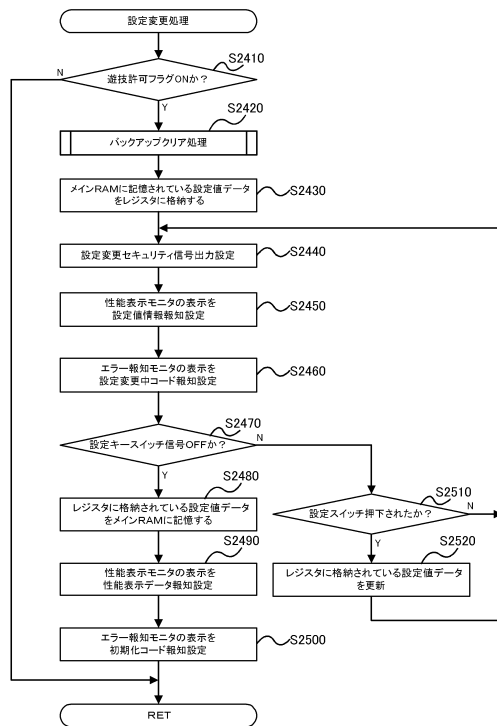 設定変更処理
S2410
N
遊技許可フラグONか？
Y
S2420
バックアップクリア処理
メインRAMに記憶されている設定値データ
をレジスタに格納する
S2430
設定変更セキュリティ信号出力設定
S2440
性能表示モニタの表示を
設定値情報報知設定
S2450
エラー報知モニタの表示を
設定変更中コード報知設定
S2460
S2470
設定キースイッチ信号OFFか？
N
Y
S2480
レジスタに格納されている設定値データ
をメインRAMに記憶する
S2510
設定スイッチ押下されたか？
N
Y
S2490
性能表示モニタの表示を
性能表示データ報知設定
S2520
レジスタに格納されている設定値データ
を更新
エラー報知モニタの表示を
初期化コード報知設定
S2500
RET